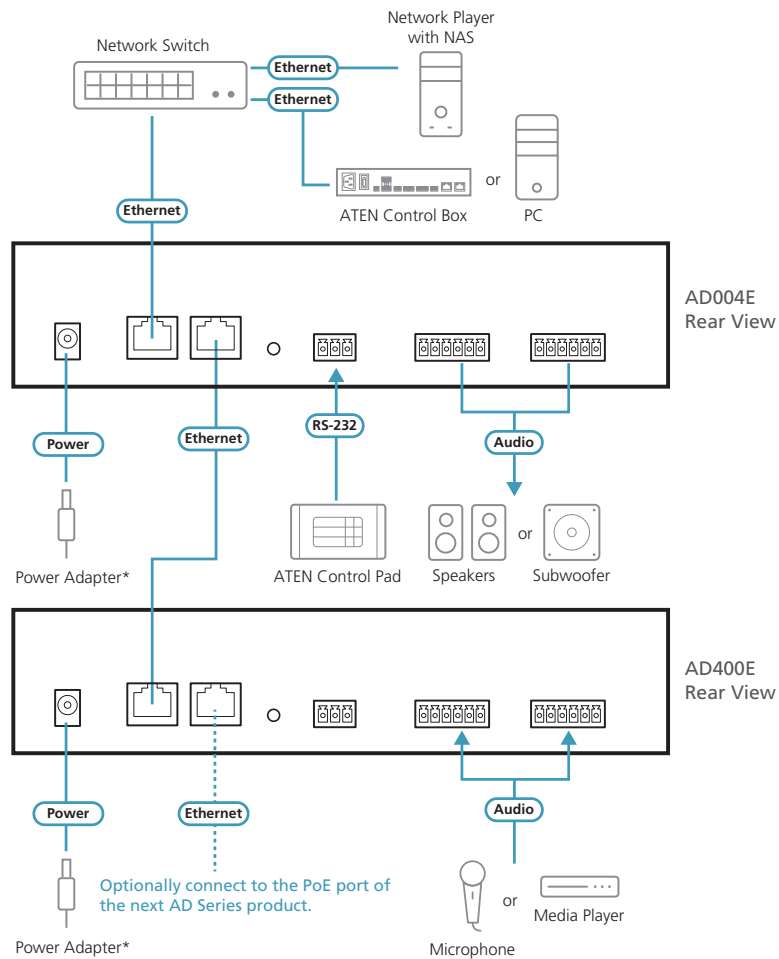 Network Player
with NAS
Network Switch
Ethernet
Ethernet
or
ATEN Control Box
PC
Ethernet
AD004E
Rear View
Power
Ethernet
RS-232
Audio
or
Power Adapter*
ATEN Control Pad
Speakers
Subwoofer
AD400E
Rear View
Power
Ethernet
Audio
Optionally connect to the PoE port of
the next AD Series product.
or
Media Player
Power Adapter*
Microphone